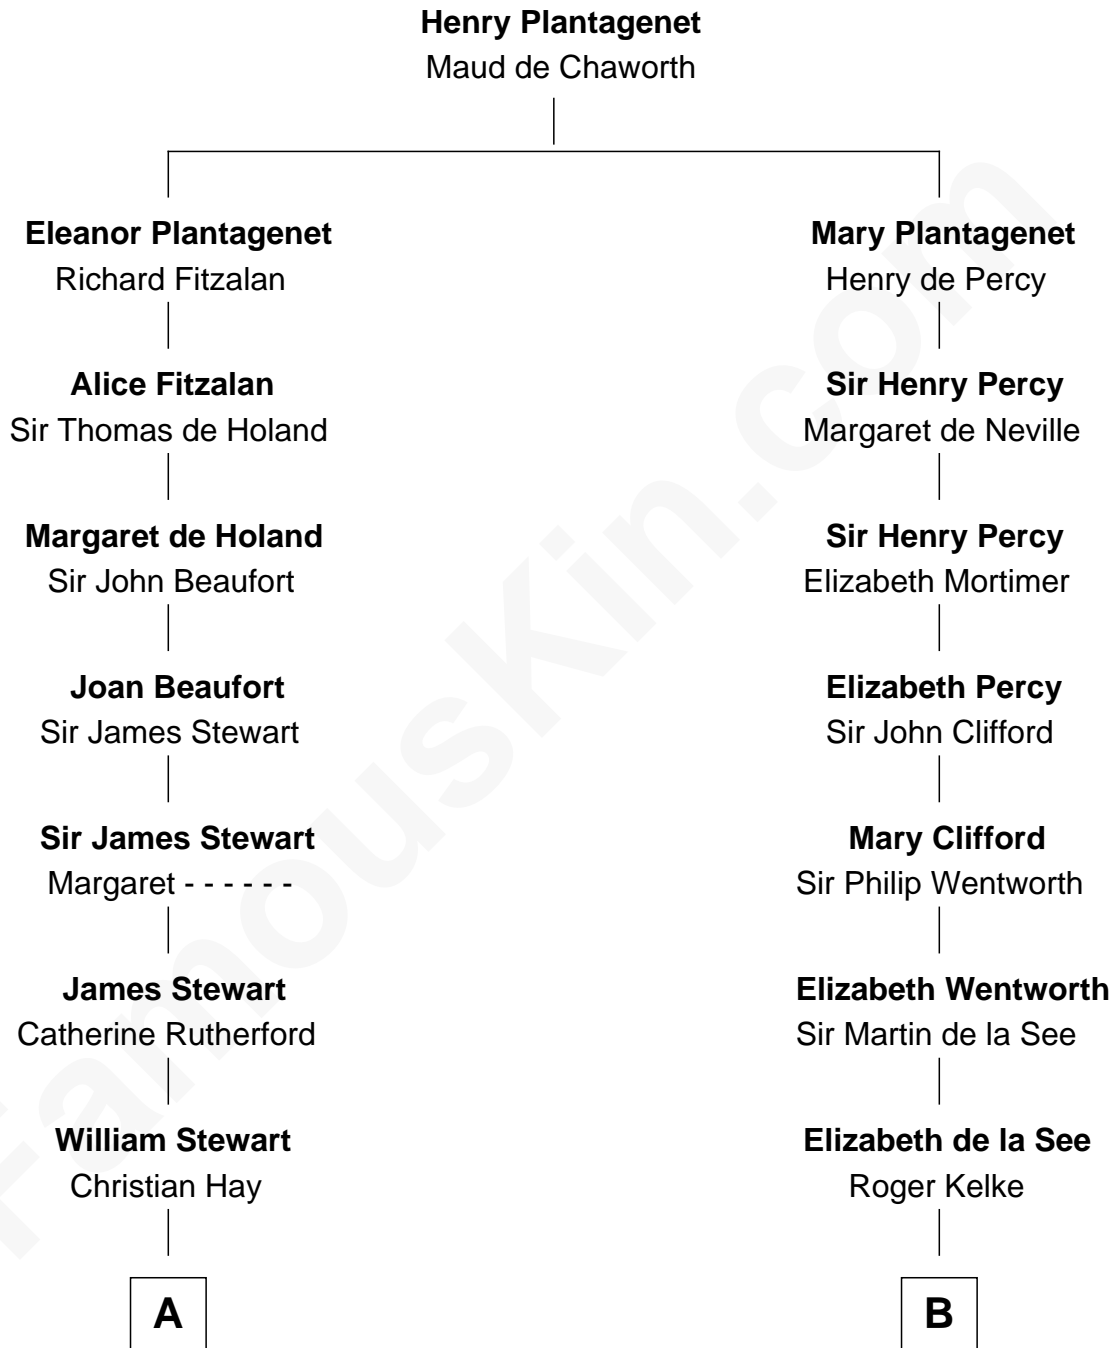 Henry Plantagenet
Maud de Chaworth
Eleanor Plantagenet
Richard Fitzalan
Alice Fitzalan
Sir Thomas de Holand
Margaret de Holand
Sir John Beaufort
Joan Beaufort
Sir James Stewart
Sir James Stewart
Margaret - - - - - -
James Stewart
Catherine Rutherford
William Stewart
Christian Hay
A
Mary Plantagenet
Henry de Percy
Sir Henry Percy
Margaret de Neville
Sir Henry Percy
Elizabeth Mortimer
Elizabeth Percy
Sir John Clifford
Mary Clifford
Sir Philip Wentworth
Elizabeth Wentworth
Sir Martin de la See
Elizabeth de la See
Roger Kelke
B
FamousKin.com